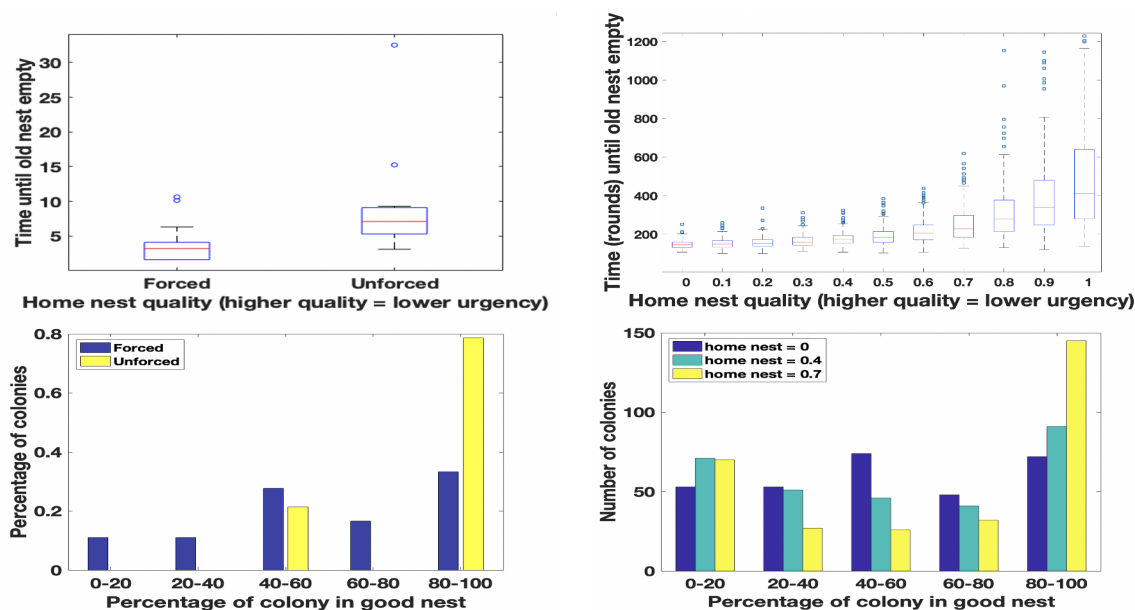 Time until old nest empty
30
25
20
15
10
5
Forced
Unforced
Home nest quality (higher quality = lower urgency)
Time (rounds) until old nest empty
1200
1000
800
600
400
200
0
0.1
0.2
0.3
0.4
0.5
0.6
0.7
0.8
0.9
1
Home nest quality (higher quality = lower urgency)
Percentage of colonies
0.8
0.6
0.4
0.2
0
Forced
Unforced
0-20
20-40
40-60
60-80
80-100
Percentage of colony in good nest
Number of colonies
150
100
50
0
home nest = 0
home nest = 0.4
home nest = 0.7
0-20
20-40
40-60
60-80
80-100
Percentage of colony in good nest